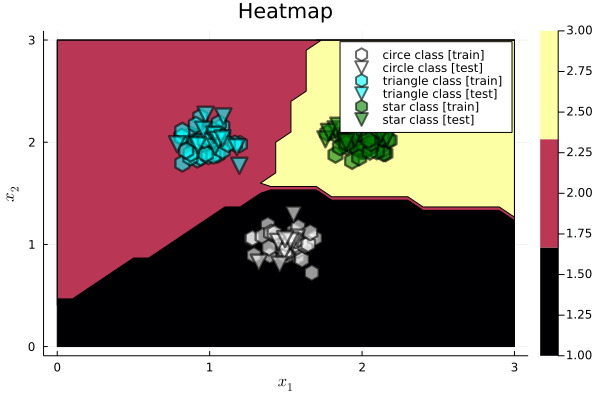 Heatmap
circe class [train]
circle class [test]
triangle class [train]
triangle class [test]
star class [train]
star class [test]
3
2
1
0
x₂
0
1
2
3
x₁
3.00
2.75
2.50
2.25
2.00
1.75
1.50
1.25
1.00